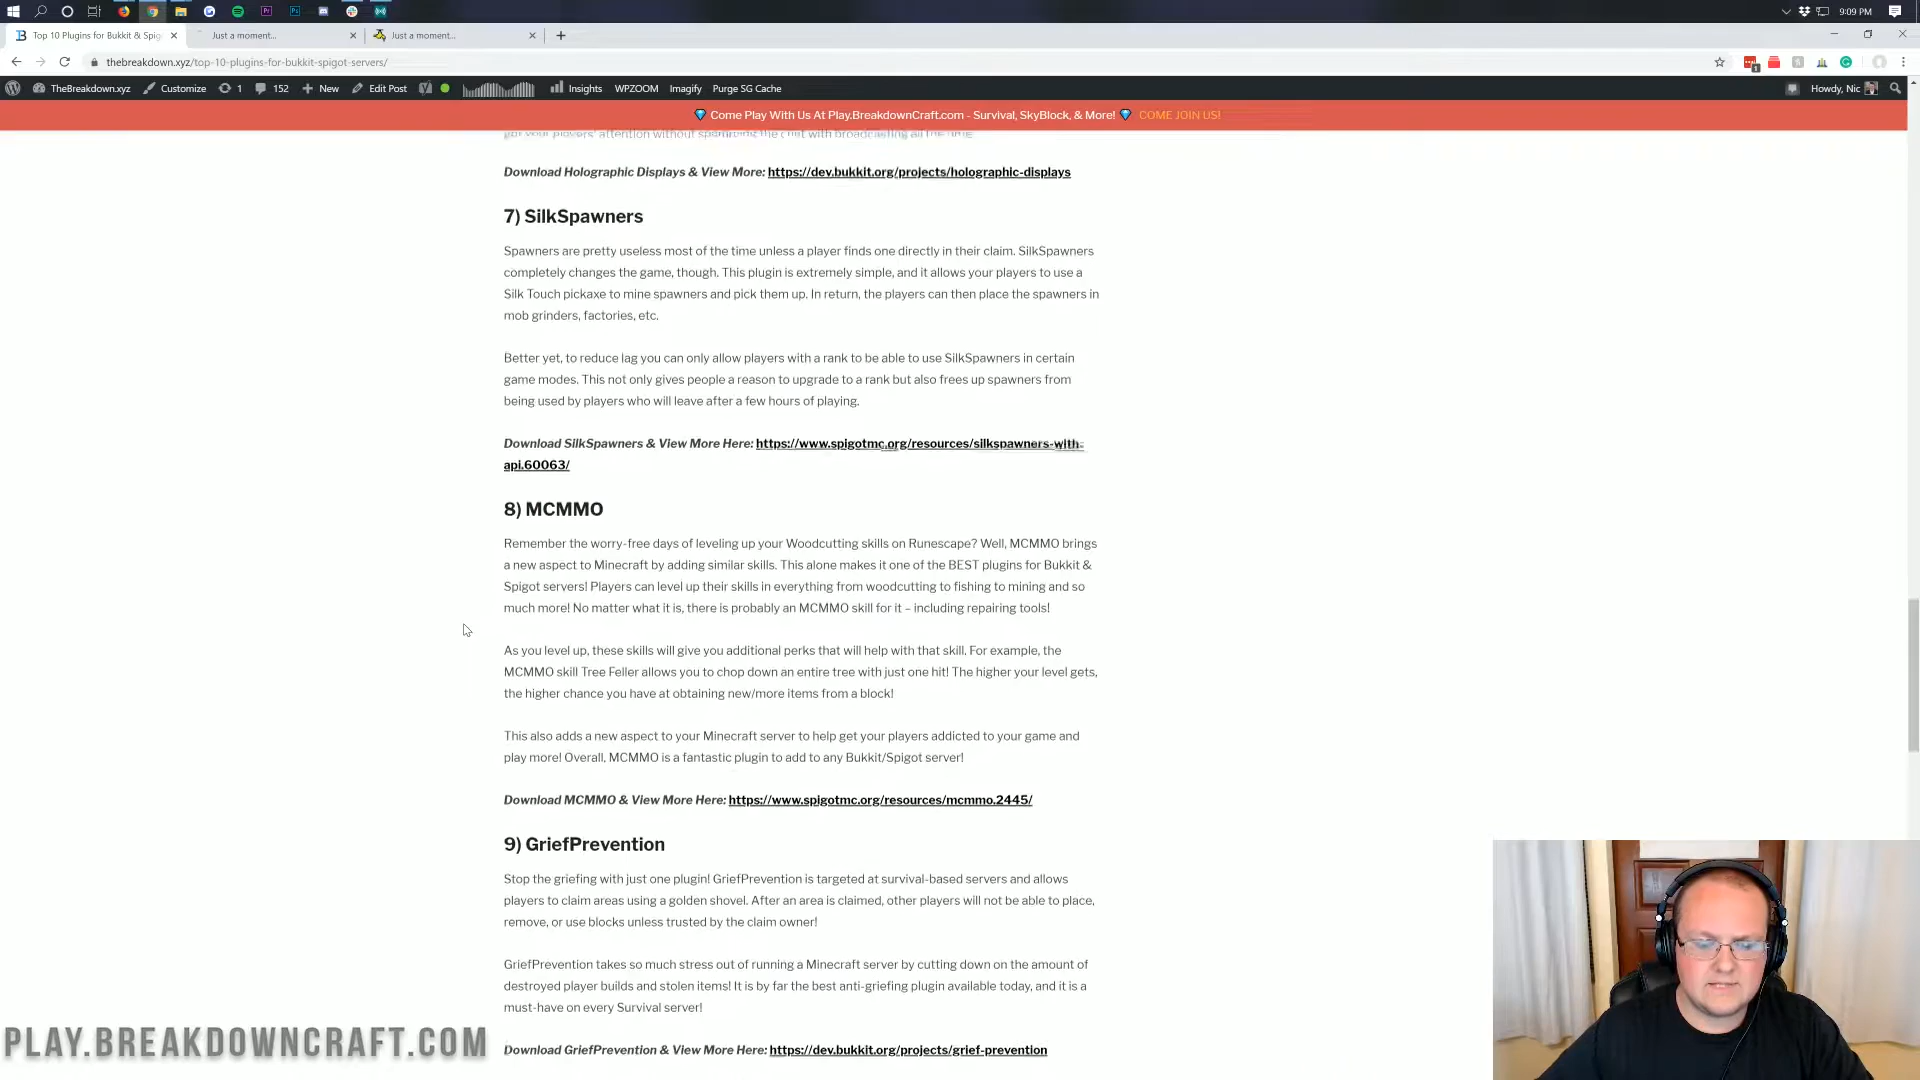 9:09 PM
Top 10 Plugins for Bukkit & Spig
Just a moment...
Just a moment...
thebreakdown.xyz/top-10-plugins-for-bukkit-spigot-servers/
TheBreakdown.xyz Customize 1 152 New Edit Post Insights WPZOOM Imagify Purge SG Cache Howdy, Nic
Come Play With Us At Play.BreakdownCraft.com - Survival, SkyBlock, & More! COME JOIN US!
Download Holographic Displays & View More: https://dev.bukkit.org/projects/holographic-displays
7) SilkSpawners
Spawners are pretty useless most of the time unless a player finds one directly in their claim. SilkSpawners
completely changes the game, though. This plugin is extremely simple, and it allows your players to use a
Silk Touch pickaxe to mine spawners and pick them up. In return, the players can then place the spawners in
mob grinders, factories, etc.
Better yet, to reduce lag you can only allow players with a rank to be able to use SilkSpawners in certain
game modes. This not only gives people a reason to upgrade to a rank but also frees up spawners from
being used by players who will leave after a few hours of playing.
Download SilkSpawners & View More Here: https://www.spigotmc.org/resources/silkspawners-with-
api.60063/
8) MCMMO
Remember the worry-free days of leveling up your Woodcutting skills on Runescape? Well, MCMMO brings
a new aspect to Minecraft by adding similar skills. This alone makes it one of the BEST plugins for Bukkit &
Spigot servers! Players can level up their skills in everything from woodcutting to fishing to mining and so
much more! No matter what it is, there is probably an MCMMO skill for it – including repairing tools!
As you level up, these skills will give you additional perks that will help with that skill. For example, the
MCMMO skill Tree Feller allows you to chop down an entire tree with just one hit! The higher your level gets,
the higher chance you have at obtaining new/more items from a block!
This also adds a new aspect to your Minecraft server to help get your players addicted to your game and
play more! Overall, MCMMO is a fantastic plugin to add to any Bukkit/Spigot server!
Download MCMMO & View More Here: https://www.spigotmc.org/resources/mcmmo.2445/
9) GriefPrevention
Stop the griefing with just one plugin! GriefPrevention is targeted at survival-based servers and allows
players to claim areas using a golden shovel. After an area is claimed, other players will not be able to place,
remove, or use blocks unless trusted by the claim owner!
GriefPrevention takes so much stress out of running a Minecraft server by cutting down on the amount of
destroyed player builds and stolen items! It is by far the best anti-griefing plugin available today, and it is a
must-have on every Survival server!
Download GriefPrevention & View More Here: https://dev.bukkit.org/projects/grief-prevention
PLAY.BREAKDOWNCRAFT.COM